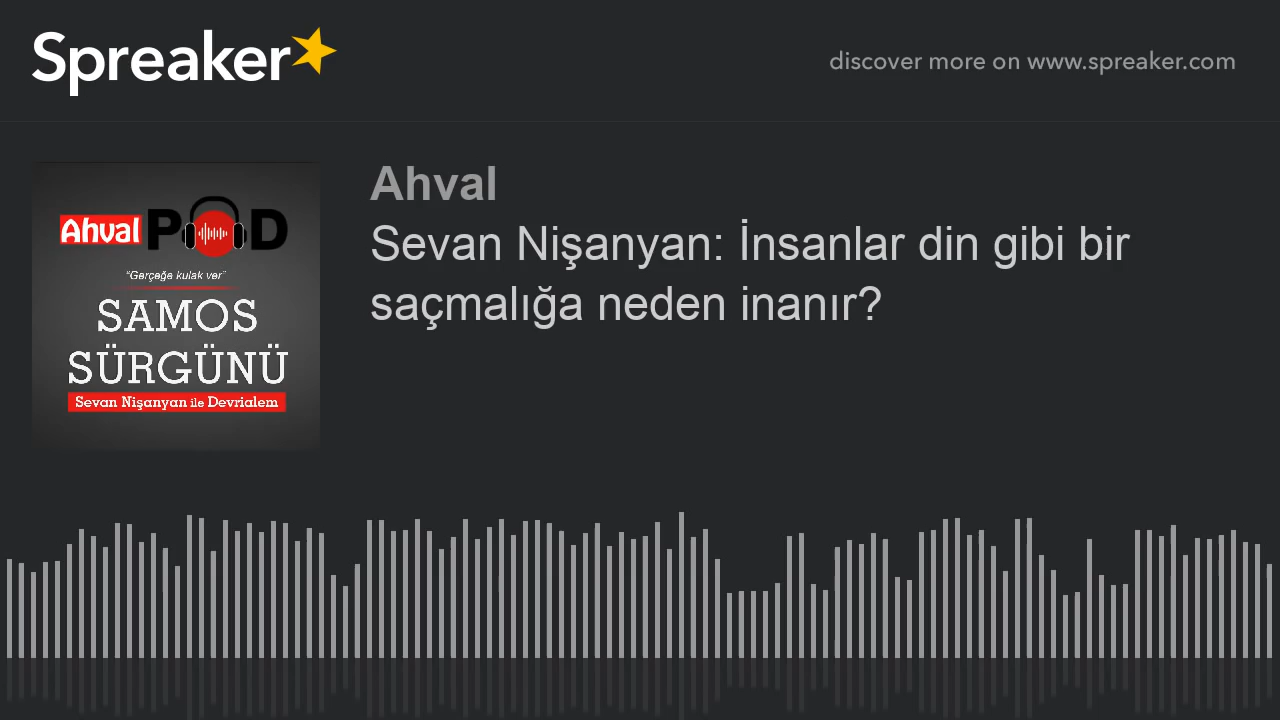 Spreaker
discover more on www.spreaker.com
Ahval
Sevan Nişanyan: İnsanlar din gibi bir
saçmalığa neden inanır?
Ahval POD
"Gerçeğe kulak ver"
SAMOS
SÜRGÜNÜ
Sevan Nişanyan ile Devrialem